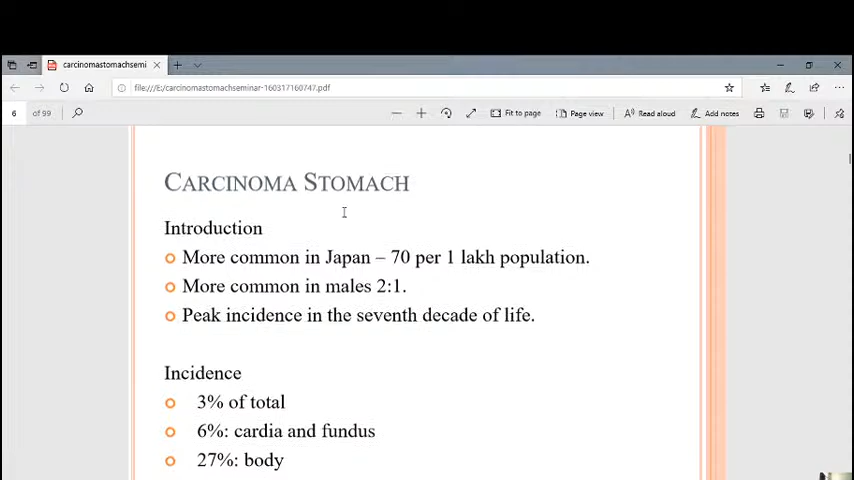 carcinomastomachsemi
file:///E:/carcinomastomachseminar-160317160747.pdf
6 of 99
Fit to page
Page view
Read aloud
Add notes
CARCINOMA STOMACH
Introduction
More common in Japan – 70 per 1 lakh population.
More common in males 2:1.
Peak incidence in the seventh decade of life.
Incidence
3% of total
6%: cardia and fundus
27%: body